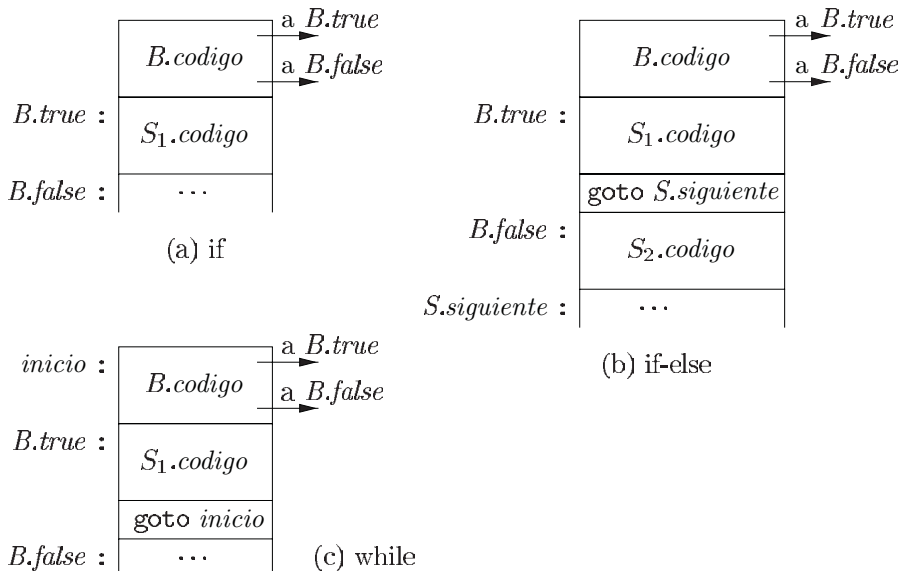 a B.true
B.codigo
a B.false
B.true :
S₁.codigo
B.false :
...
(a) if
a B.true
B.codigo
a B.false
B.true :
S₁.codigo
goto S.siguiente
B.false :
S₂.codigo
S.siguiente :
...
(b) if-else
inicio :
a B.true
B.codigo
a B.false
B.true :
S₁.codigo
goto inicio
B.false :
...
(c) while